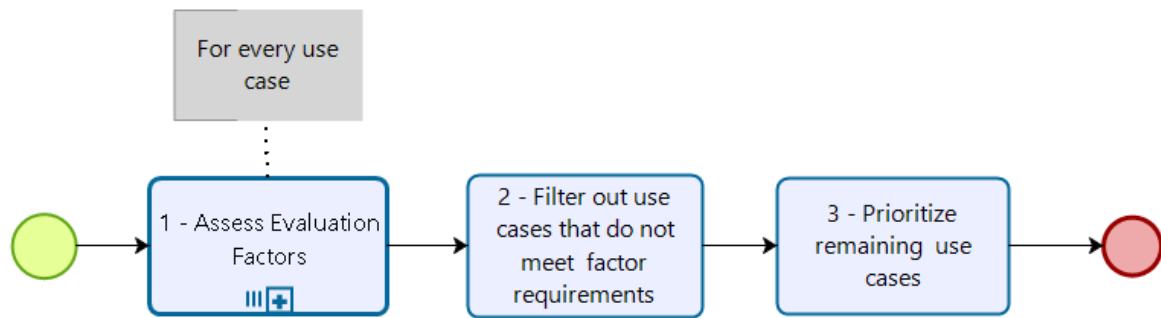 For every use
case
1 - Assess Evaluation
Factors
2 - Filter out use
cases that do not
meet factor
requirements
3 - Prioritize
remaining use
cases